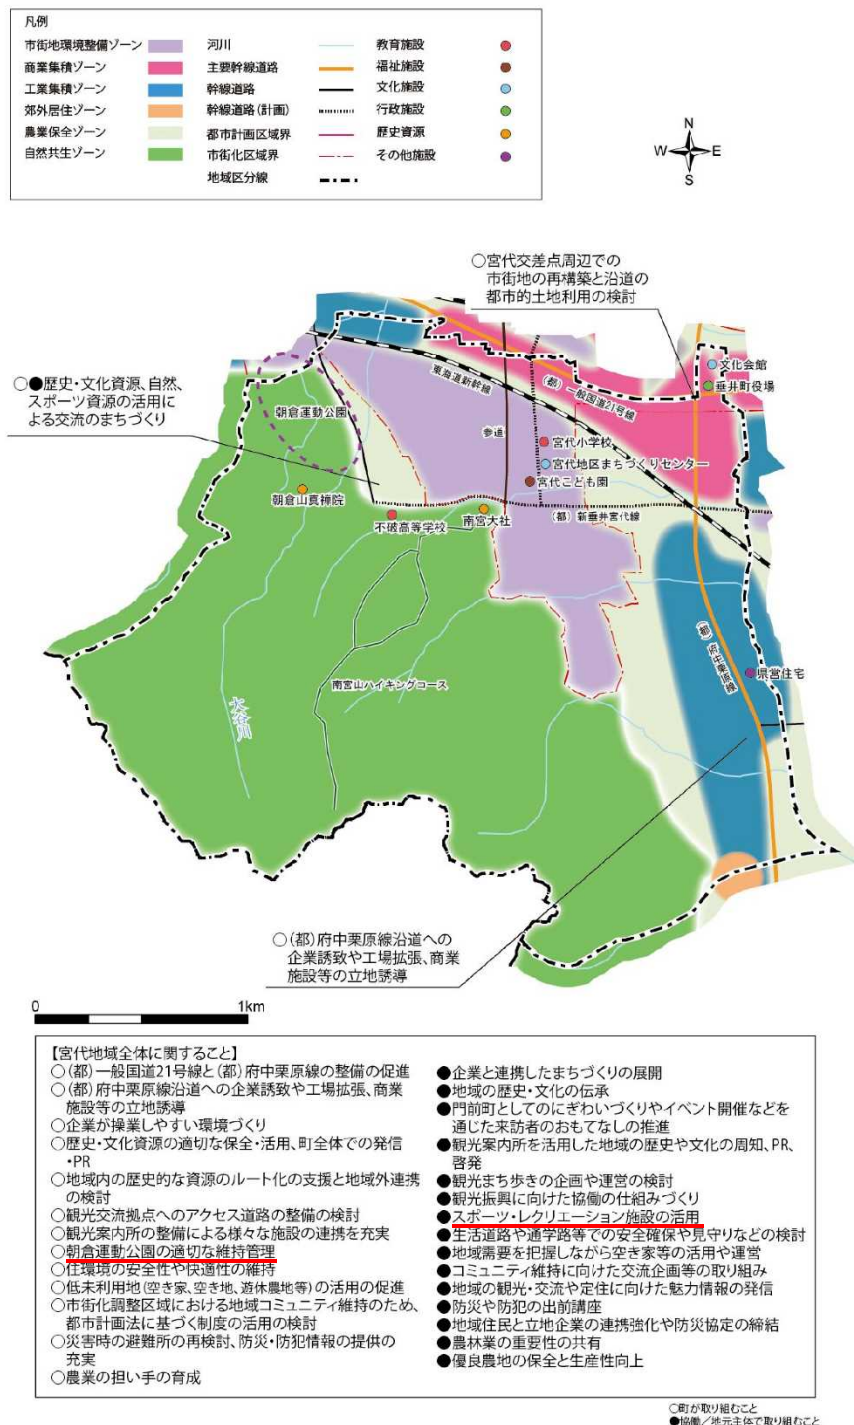 凡例
市街地環境整備ゾーン
商業集積ゾーン
工業集積ゾーン
郊外居住ゾーン
農業保全ゾーン
自然共生ゾーン
河川
主要幹線道路
幹線道路
幹線道路(計画)
都市計画区域界
市街化区域界
地域区分線
教育施設
福祉施設
文化施設
行政施設
歴史資源
その他施設
N
W E
S
○宮代交差点周辺での
市街地の再構築と沿道の
都市的土地利用の検討
○●歴史・文化資源、自然、
スポーツ資源の活用に
よる交流のまちづくり
文化会館
垂井町役場
東海道新幹線
(都)一般国道21号線
朝倉運動公園
参道
宮代小学校
宮代地区まちづくりセンター
宮代こども園
朝倉山真禅院
不破高等学校
南宮大社
(都)新垂井宮代線
(都)府中栗原線
県営住宅
南宮山ハイキングコース
大谷川
○(都)府中栗原線沿道への
企業誘致や工場拡張、商業
施設等の立地誘導
0 1km
【宮代地域全体に関すること】
○(都)一般国道21号線と(都)府中栗原線の整備の促進
○(都)府中栗原線沿道への企業誘致や工場拡張、商業
施設等の立地誘導
○企業が操業しやすい環境づくり
○歴史・文化資源の適切な保全・活用、町全体での発信
・PR
○地域内の歴史的な資源のルート化の支援と地域外連携
の検討
○観光交流拠点へのアクセス道路の整備の検討
○観光案内所の整備による様々な施設の連携を充実
○朝倉運動公園の適切な維持管理
○住環境の安全性や快適性の維持
○低未利用地(空き家、空き地、遊休農地等)の活用の促進
○市街化調整区域における地域コミュニティ維持のため、
都市計画法に基づく制度の活用の検討
○災害時の避難所の再検討、防災・防犯情報の提供の
充実
○農業の担い手の育成
●企業と連携したまちづくりの展開
●地域の歴史・文化の伝承
●門前町としてのにぎわいづくりやイベント開催などを
通じた来訪者のおもてなしの推進
●観光案内所を活用した地域の歴史や文化の周知、PR、
啓発
●観光まち歩きの企画や運営の検討
●観光振興に向けた協働の仕組みづくり
●スポーツ・レクリエーション施設の活用
●生活道路や通学路等での安全確保や見守りなどの検討
●地域需要を把握しながら空き家等の活用や運営
●コミュニティ維持に向けた交流企画等の取り組み
●地域の観光・交流や定住に向けた魅力情報の発信
●防災や防犯の出前講座
●地域住民と立地企業の連携強化や防災協定の締結
●農林業の重要性の共有
●優良農地の保全と生産性向上
○町が取り組むこと
●協働/地元主体で取り組むこと